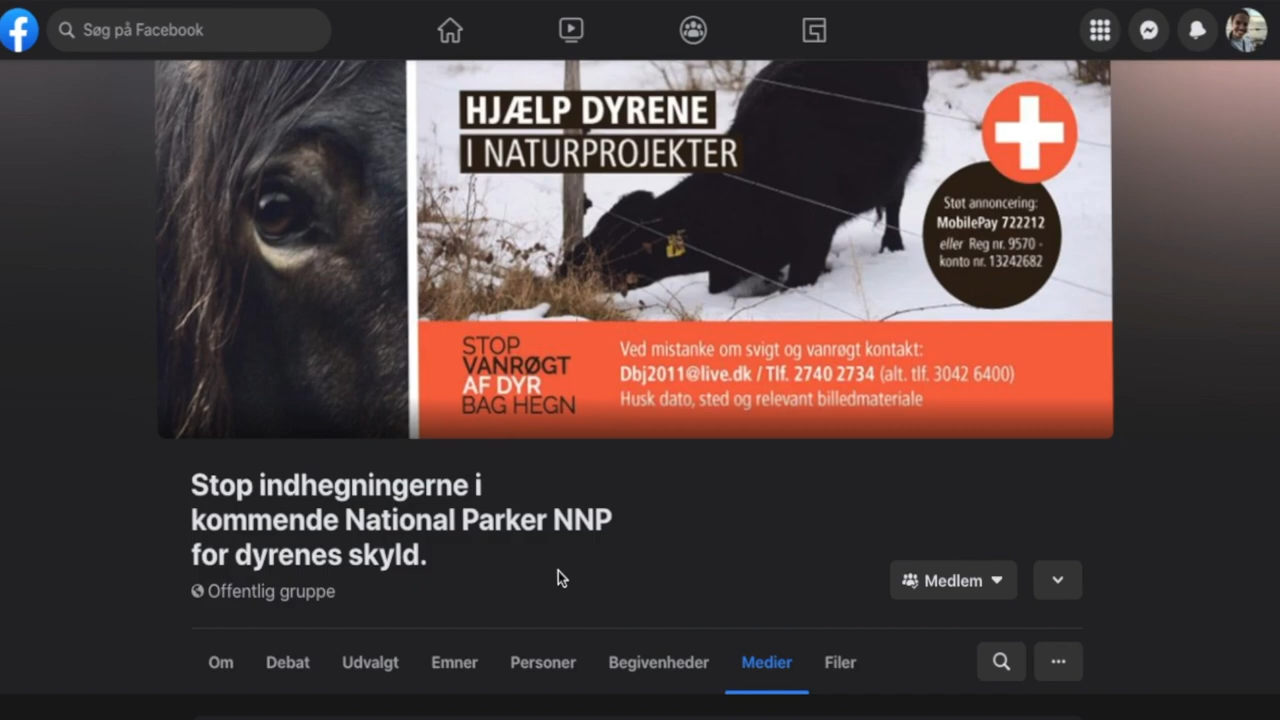 Søg på Facebook
HJÆLP DYRENE
I NATURPROJEKTER
Støt annoncering:
MobilePay 722212
eller Reg nr. 9570 -
konto nr. 13242682
STOP
VANRØGT
AF DYR
BAG HEGN
Ved mistanke om svigt og vanrøgt kontakt:
Dbj2011@live.dk / Tlf. 2740 2734 (alt. tlf. 3042 6400)
Husk dato, sted og relevant billedmateriale
Stop indhegningerne i
kommende National Parker NNP
for dyrenes skyld.
Offentlig gruppe
Medlem
Om Debat Udvalgt Emner Personer Begivenheder Medier Filer